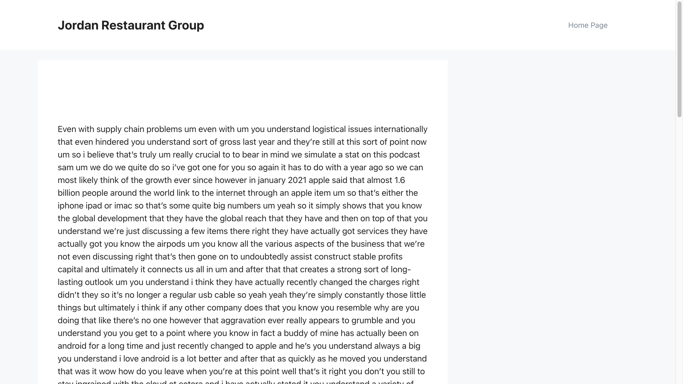 Jordan Restaurant Group
Home Page
Even with supply chain problems um even with um you understand logistical issues internationally
that even hindered you understand sort of gross last year and they're still at this sort of point now
um so i believe that's truly um really crucial to to bear in mind we simulate a stat on this podcast
sam um we do we quite do so i've got one for you so again it has to do with a year ago so we can
most likely think of the growth ever since however in january 2021 apple said that almost 1.6
billion people around the world link to the internet through an apple item um so that's either the
iphone ipad or imac so that's some quite big numbers um yeah so it simply shows that you know
the global development that they have the global reach that they have and then on top of that you
understand we're just discussing a few items there right they have actually got services they have
actually got you know the airpods um you know all the various aspects of the business that we're
not even discussing right that's then gone on to undoubtedly assist construct stable profits
capital and ultimately it connects us all in um and after that that creates a strong sort of long-
lasting outlook um you understand i think they have actually recently changed the charges right
didn't they so it's no longer a regular usb cable so yeah yeah they're simply constantly those little
things but ultimately i think if any other company does that you know you resemble why are you
doing that like there's no one however that aggravation ever really appears to grumble and you
understand you you get to a point where you know in fact a buddy of mine has actually been on
android for a long time and just recently changed to apple and he's you understand always a big
you understand i love android is a lot better and after that as quickly as he moved you understand
that was it wow how do you leave when you're at this point well that's it right you don't you still to
stay ingrained with the cloud et cetera and i have actually stated it you understand a variety of